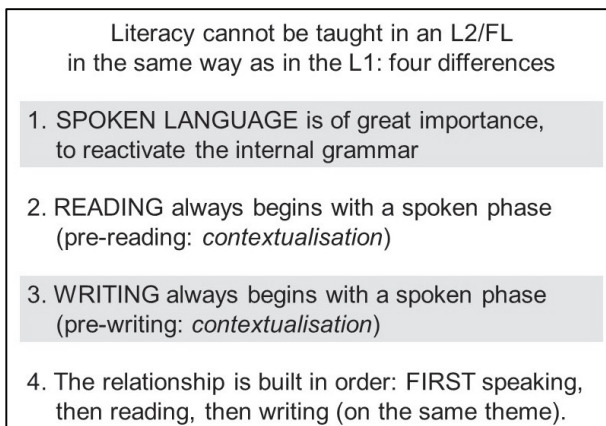 Literacy cannot be taught in an L2/FL
in the same way as in the L1: four differences
1. SPOKEN LANGUAGE is of great importance,
to reactivate the internal grammar
2. READING always begins with a spoken phase
(pre-reading: contextualisation)
3. WRITING always begins with a spoken phase
(pre-writing: contextualisation)
4. The relationship is built in order: FIRST speaking,
then reading, then writing (on the same theme).